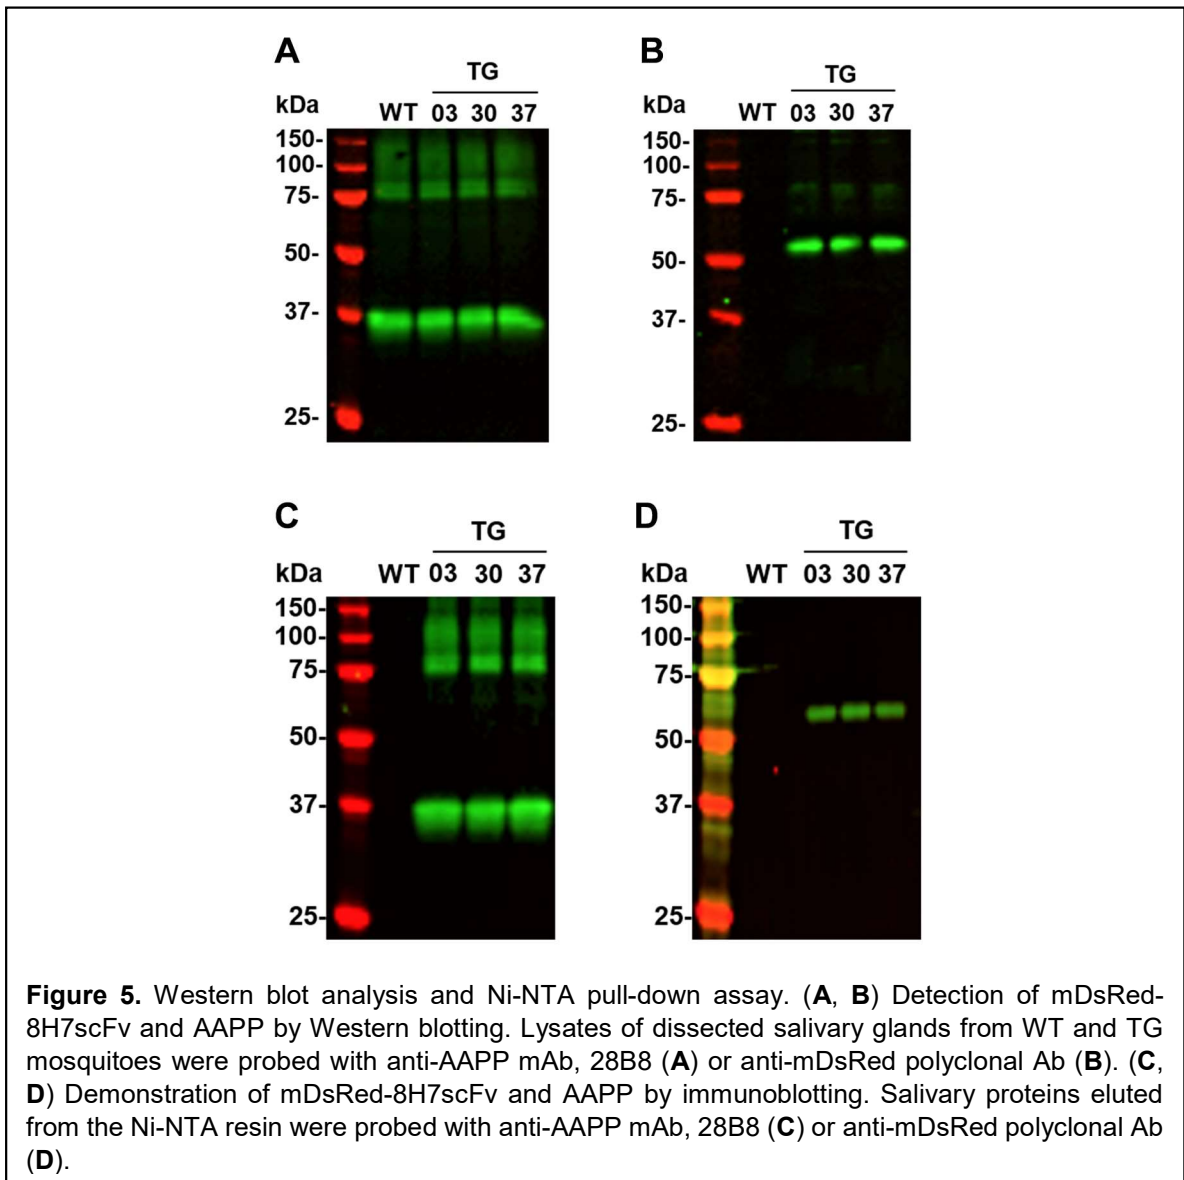 A
B
TG
TG
kDa
WT 03 30 37
150-
100-
75-
50-
37-
25-
kDa
WT 03 30 37
150-
100-
75-
50-
37-
25-
C
D
TG
TG
kDa
WT 03 30 37
150-
100-
75-
50-
37-
25-
kDa
WT 03 30 37
150-
100-
75-
50-
37-
25-
Figure 5. Western blot analysis and Ni-NTA pull-down assay. (A, B) Detection of mDsRed-
8H7scFv and AAPP by Western blotting. Lysates of dissected salivary glands from WT and TG
mosquitoes were probed with anti-AAPP mAb, 28B8 (A) or anti-mDsRed polyclonal Ab (B). (C,
D) Demonstration of mDsRed-8H7scFv and AAPP by immunoblotting. Salivary proteins eluted
from the Ni-NTA resin were probed with anti-AAPP mAb, 28B8 (C) or anti-mDsRed polyclonal Ab
(D).